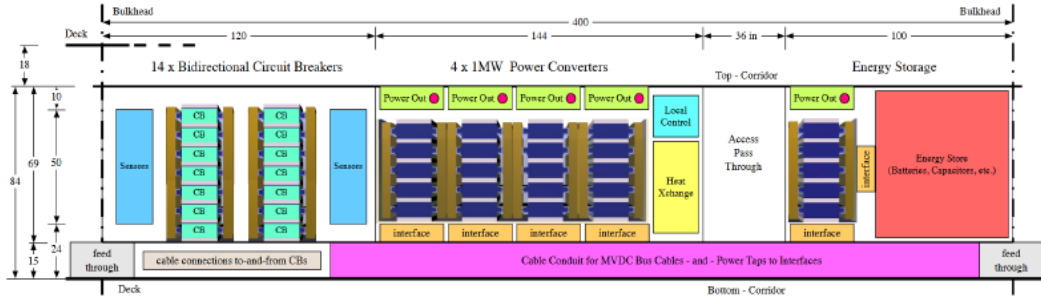 Bulkhead
Bulkhead
400
Deck
120
144
36 in
100
18
14 x Bidirectional Circuit Breakers
4 x 1MW Power Converters
Top - Corridor
Energy Storage
10
Power Out
Power Out
Power Out
Power Out
Power Out
Local
Control
50
69
84
Sensors
CB
CB
CB
CB
CB
CB
CB
CB
CB
CB
CB
CB
CB
CB
Sensors
Heat
Xchange
Access
Pass
Through
interface
Energy Store
(Batteries, Capacitors, etc.)
interface
interface
interface
interface
interface
24
15
feed
through
cable connections to-and-from CBs
Cable Conduit for MVDC Bus Cables - and - Power Taps to Interfaces
feed
through
Deck
Bottom - Corridor